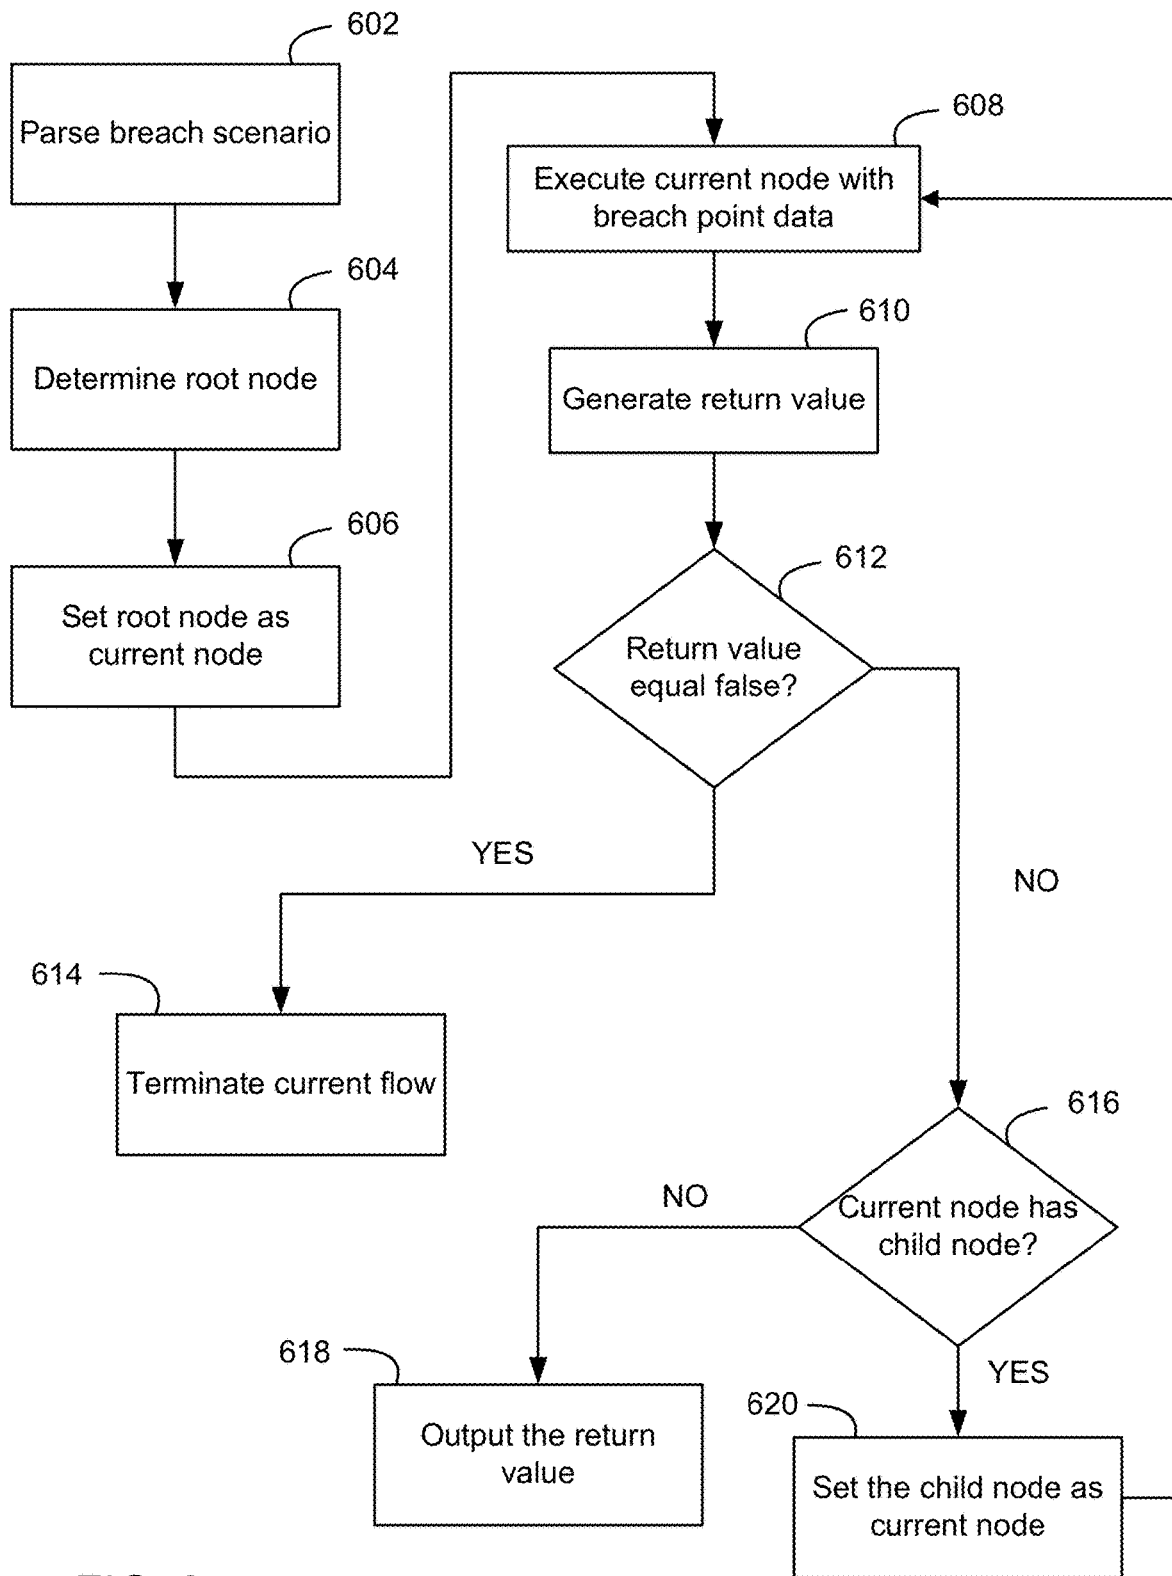 602
Parse breach scenario
604
Determine root node
606
Set root node as
current node
608
Execute current node with
breach point data
610
Generate return value
612
Return value
equal false?
YES
NO
614
Terminate current flow
616
Current node has
child node?
NO
YES
618
Output the return
value
620
Set the child node as
current node